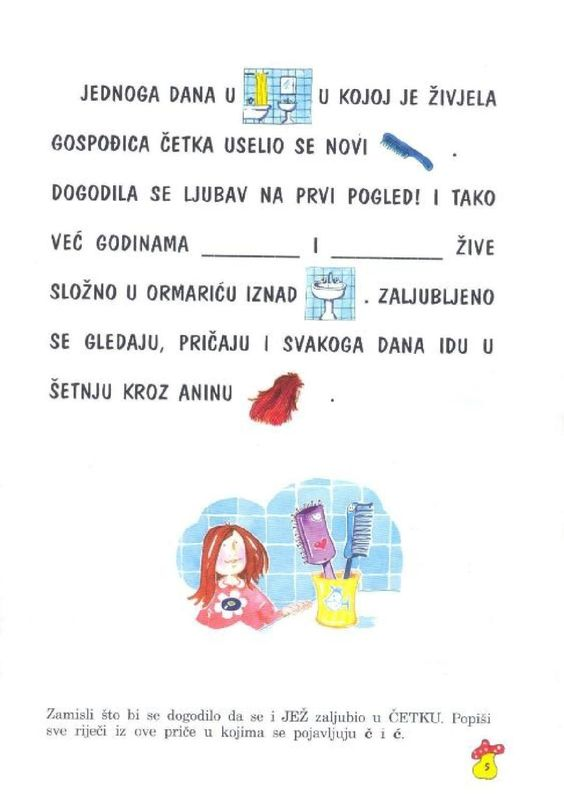 JEDNOGA DANA U U KOJOJ JE ŽIVJELA
GOSPOĐICA ČETKA USELIO SE NOVI .
DOGODILA SE LJUBAV NA PRVI POGLED! I TAKO
VEĆ GODINAMA __________ I __________ ŽIVE
SLOŽNO U ORMARIĆU IZNAD . ZALJUBLJENO
SE GLEDAJU, PRIČAJU I SVAKOGA DANA IDU U
ŠETNJU KROZ ANINU .
Zamisli što bi se dogodilo da se i JEŽ zaljubio u ČETKU. Popiši
sve riječi iz ove priče u kojima se pojavljuju č i ć.
5